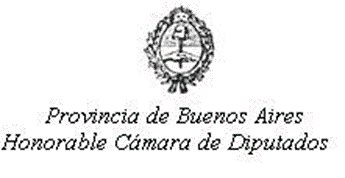 Provincia de Buenos Aires
Honorable Cámara de Diputados